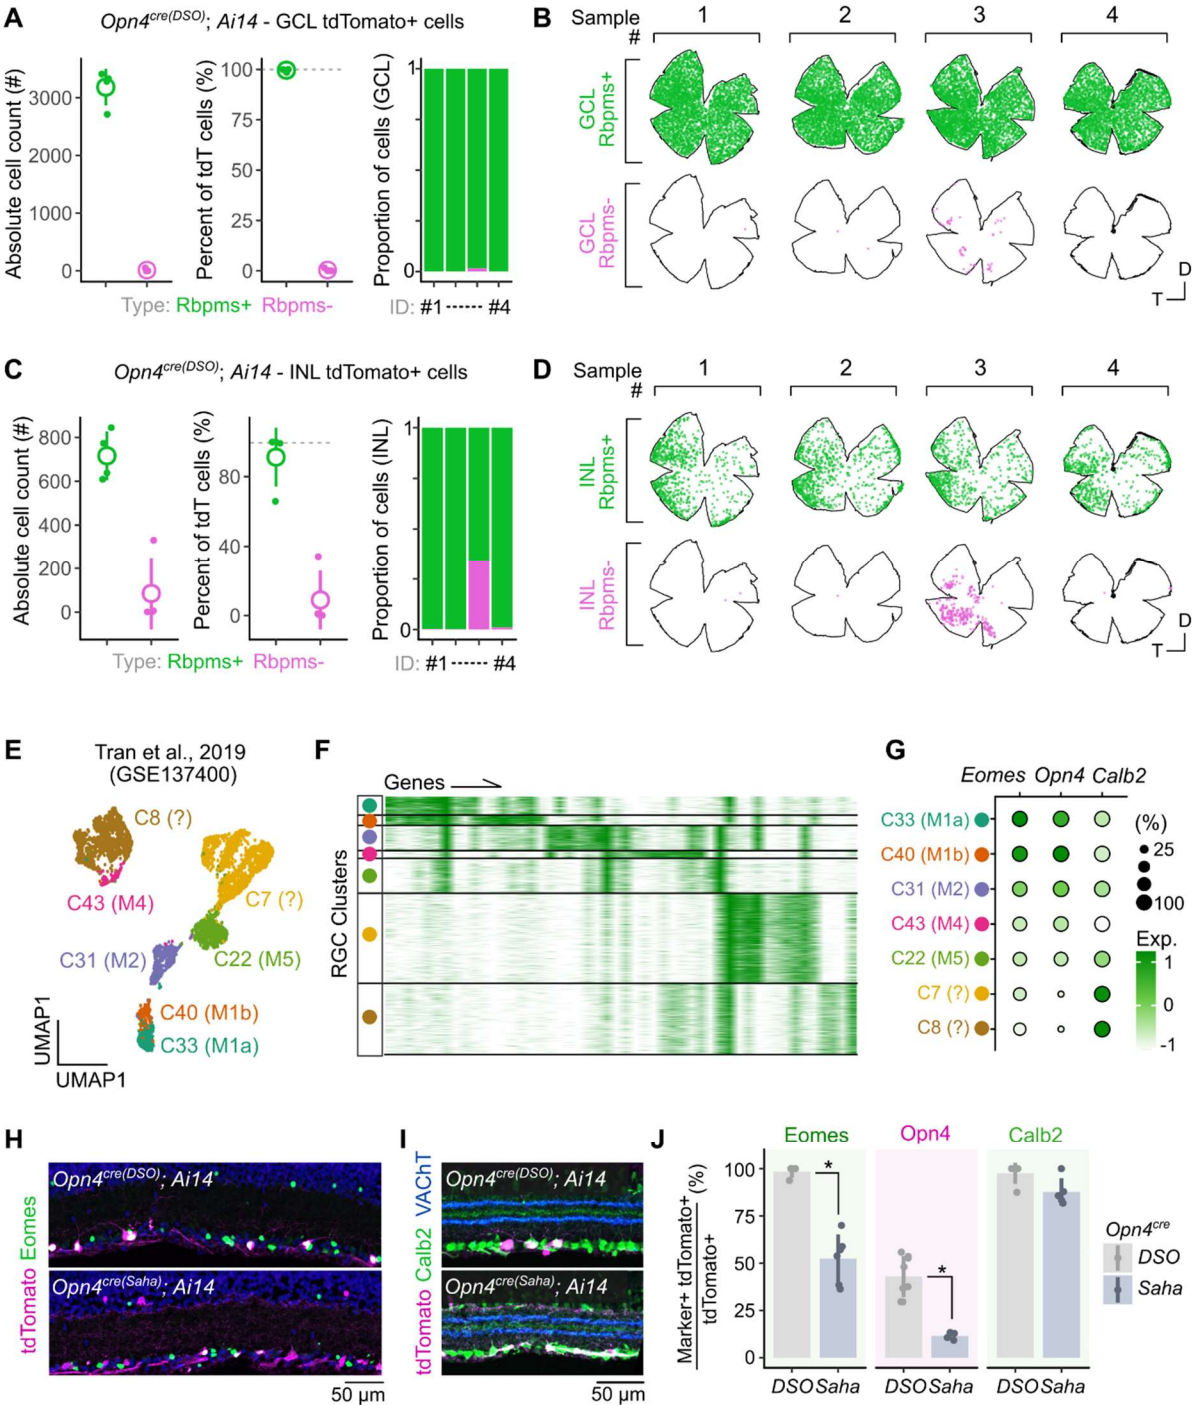 A
Opn4cre(DSO); Ai14 - GCL tdTomato+ cells
Absolute cell count (#)
3000
2000
1000
0
Percent of tdT cells (%)
100
75
50
25
0
Proportion of cells (GCL)
1
0
Type: Rbpms+ Rbpms-
ID: #1 ------ #4
B
Sample #
1
2
3
4
GCL
Rbpms+
GCL
Rbpms-
D
T
C
Opn4cre(DSO); Ai14 - INL tdTomato+ cells
Absolute cell count (#)
800
600
400
200
0
Percent of tdT cells (%)
80
40
0
Proportion of cells (INL)
1
0
Type: Rbpms+ Rbpms-
ID: #1 ------ #4
D
Sample #
1
2
3
4
INL
Rbpms+
INL
Rbpms-
D
T
E
Tran et al., 2019
(GSE137400)
C8 (?)
C43 (M4)
C7 (?)
C31 (M2)
C22 (M5)
C40 (M1b)
C33 (M1a)
UMAP1
UMAP1
F
Genes
RGC Clusters
G
Eomes Opn4 Calb2
C33 (M1a)
C40 (M1b)
C31 (M2)
C43 (M4)
C22 (M5)
C7 (?)
C8 (?)
(%)
25
100
Exp.
1
0
-1
H
tdTomato Eomes
Opn4cre(DSO); Ai14
Opn4cre(Saha); Ai14
50 µm
I
tdTomato Calb2 VAChT
Opn4cre(DSO); Ai14
Opn4cre(Saha); Ai14
50 µm
J
Eomes
Opn4
Calb2
Marker+ tdTomato+
tdTomato+
(%)
100
75
50
25
0
*
*
DSO Saha
DSO Saha
DSO Saha
Opn4cre
DSO
Saha